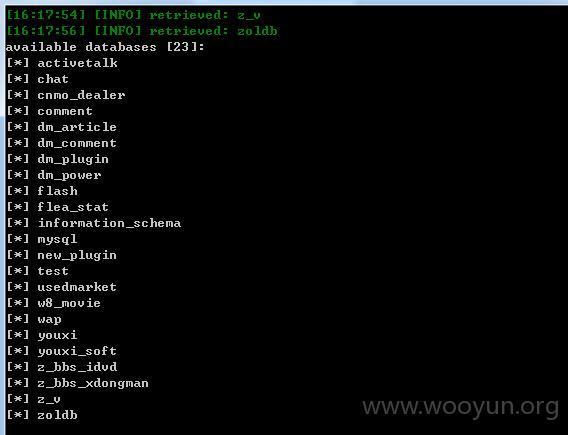 [16:17:54] [INFO] retrieved: z_v
[16:17:56] [INFO] retrieved: zoldb
available databases [23]:
[*] activetalk
[*] chat
[*] cnmo_dealer
[*] comment
[*] dm_article
[*] dm_comment
[*] dm_plugin
[*] dm_power
[*] flash
[*] flea_stat
[*] information_schema
[*] mysql
[*] new_plugin
[*] test
[*] usedmarket
[*] w8_movie
[*] wap
[*] youxi
[*] youxi_soft
[*] z_bbs_idvd
[*] z_bbs_xdongman
[*] z_v
[*] zoldb
www.wooyun.org